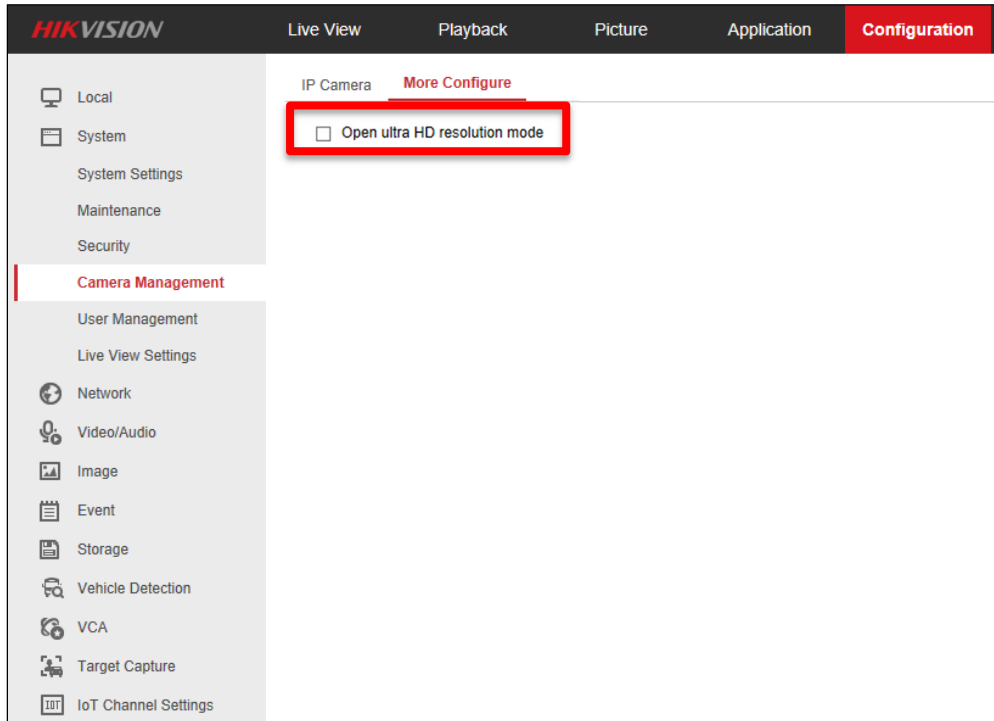 HIKVISION Live View Playback Picture Application Configuration
IP Camera More Configure
Open ultra HD resolution mode
Local
System
System Settings
Maintenance
Security
Camera Management
User Management
Live View Settings
Network
Video/Audio
Image
Event
Storage
Vehicle Detection
VCA
Target Capture
IOT IoT Channel Settings